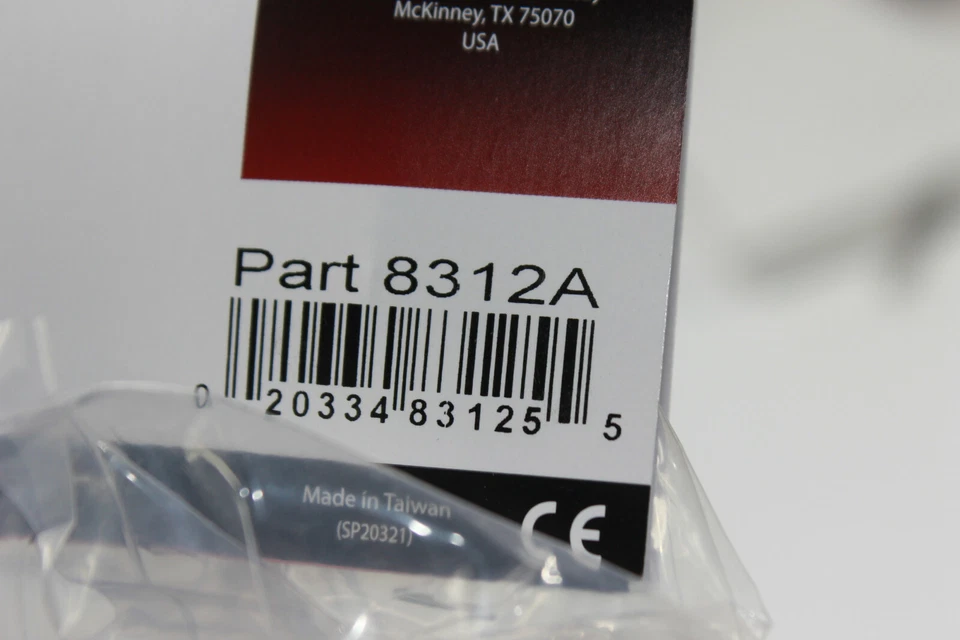 McKinney, TX 75070
USA
Part 8312A
0 20334 83125 5
Made in Taiwan
(SP20321)
CE